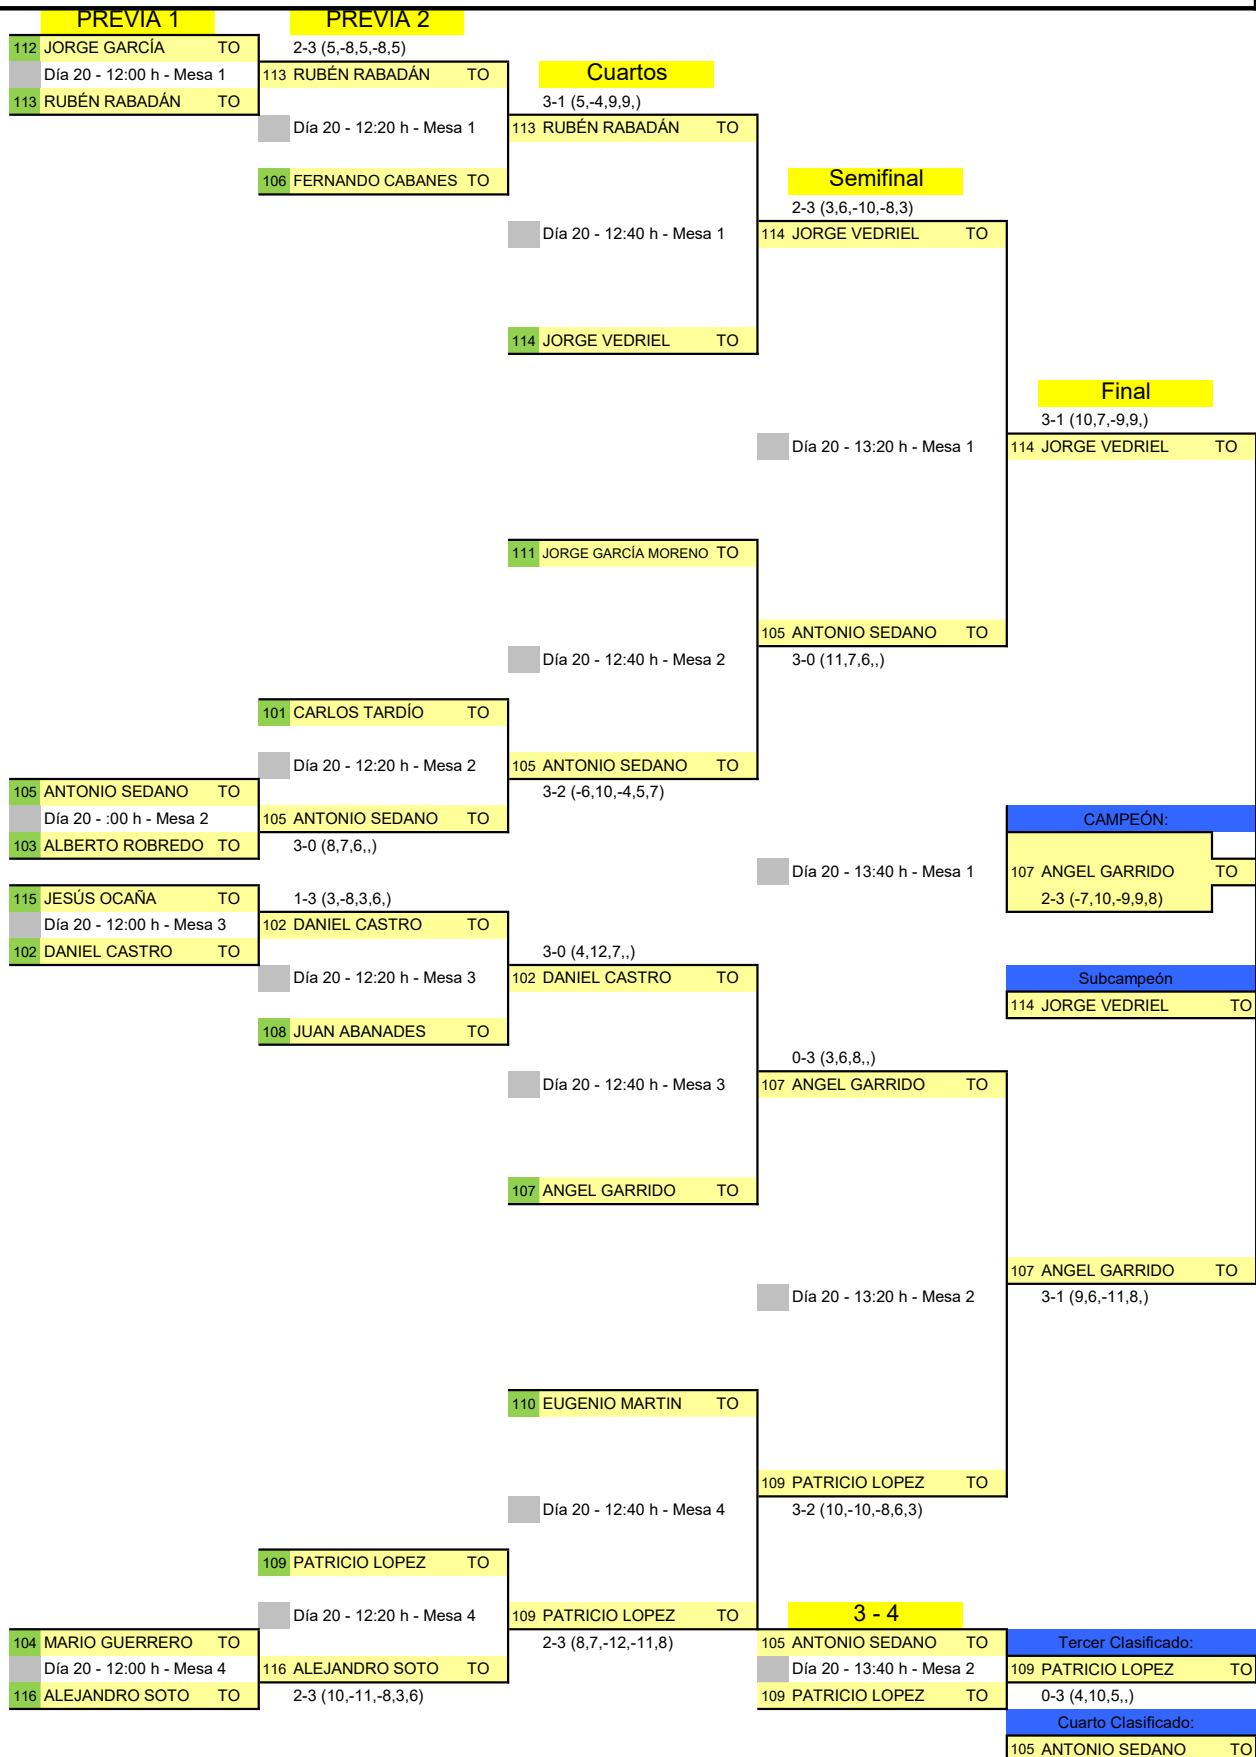 PREVIA 1 PREVIA 2
112 JORGE GARCÍA TO 2-3 (5,-8,5,-8,5)
Día 20 - 12:00 h - Mesa 1 113 RUBÉN RABADÁN TO Cuartos
113 RUBÉN RABADÁN TO 3-1 (5,-4,9,9,)
Día 20 - 12:20 h - Mesa 1 113 RUBÉN RABADÁN TO
106 FERNANDO CABANES TO Semifinal
2-3 (3,6,-10,-8,3)
Día 20 - 12:40 h - Mesa 1 114 JORGE VEDRIEL TO
114 JORGE VEDRIEL TO
Final
3-1 (10,7,-9,9,)
Día 20 - 13:20 h - Mesa 1 114 JORGE VEDRIEL TO
111 JORGE GARCÍA MORENO TO
105 ANTONIO SEDANO TO
Día 20 - 12:40 h - Mesa 2 3-0 (11,7,6,,)
101 CARLOS TARDÍO TO
Día 20 - 12:20 h - Mesa 2 105 ANTONIO SEDANO TO
105 ANTONIO SEDANO TO 3-2 (-6,10,-4,5,7)
Día 20 - :00 h - Mesa 2 105 ANTONIO SEDANO TO CAMPEÓN:
103 ALBERTO ROBREDO TO 3-0 (8,7,6,,)
Día 20 - 13:40 h - Mesa 1 107 ANGEL GARRIDO TO
115 JESÚS OCAÑA TO 1-3 (3,-8,3,6,) 2-3 (-7,10,-9,9,8)
Día 20 - 12:00 h - Mesa 3 102 DANIEL CASTRO TO
102 DANIEL CASTRO TO 3-0 (4,12,7,,)
Día 20 - 12:20 h - Mesa 3 102 DANIEL CASTRO TO Subcampeón
114 JORGE VEDRIEL TO
108 JUAN ABANADES TO
0-3 (3,6,8,,)
Día 20 - 12:40 h - Mesa 3 107 ANGEL GARRIDO TO
107 ANGEL GARRIDO TO
107 ANGEL GARRIDO TO
Día 20 - 13:20 h - Mesa 2 3-1 (9,6,-11,8,)
110 EUGENIO MARTIN TO
109 PATRICIO LOPEZ TO
Día 20 - 12:40 h - Mesa 4 3-2 (10,-10,-8,6,3)
109 PATRICIO LOPEZ TO
Día 20 - 12:20 h - Mesa 4 109 PATRICIO LOPEZ TO 3 - 4
104 MARIO GUERRERO TO 2-3 (8,7,-12,-11,8) 105 ANTONIO SEDANO TO Tercer Clasificado:
Día 20 - 12:00 h - Mesa 4 116 ALEJANDRO SOTO TO Día 20 - 13:40 h - Mesa 2 109 PATRICIO LOPEZ TO
116 ALEJANDRO SOTO TO 2-3 (10,-11,-8,3,6) 109 PATRICIO LOPEZ TO 0-3 (4,10,5,,)
Cuarto Clasificado:
105 ANTONIO SEDANO TO